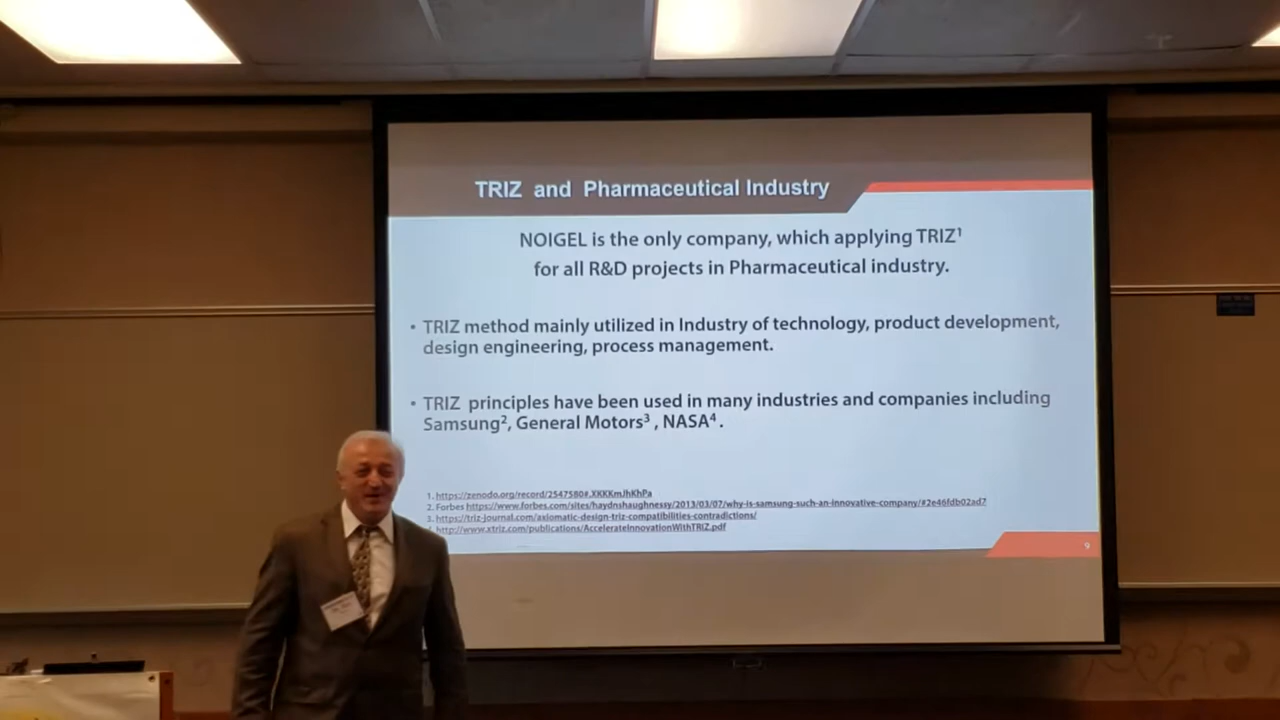 TRIZ and Pharmaceutical Industry
NOIGEL is the only company, which applying TRIZ¹
for all R&D projects in Pharmaceutical industry.
• TRIZ method mainly utilized in Industry of technology, product development,
design engineering, process management.
• TRIZ principles have been used in many industries and companies including
Samsung², General Motors³ , NASA⁴ .
1. https://zenodo.org/record/2547580#.XKKKmJhKhPa
2. Forbes https://www.forbes.com/sites/haydnshaughnessy/2013/03/07/why-is-samsung-such-an-innovative-company/#2e46fdb02ad7
3. https://triz-journal.com/axiomatic-design-triz-compatibilities-contradictions/
http://www.xtriz.com/publications/AccelerateInnovationWithTRIZ.pdf
9